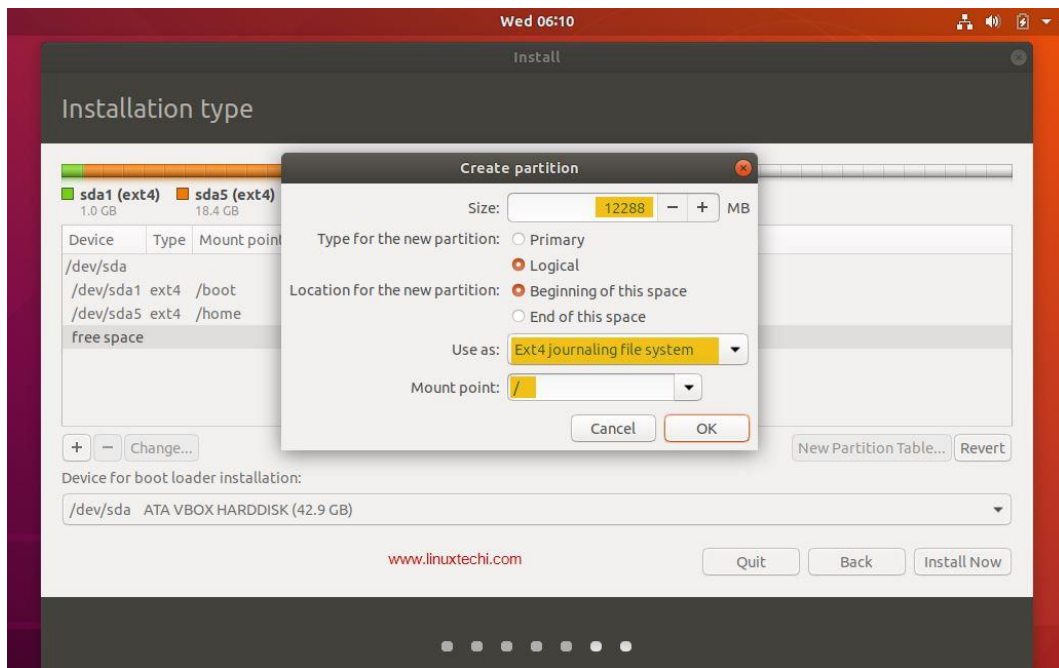 Wed 06:10
Install
Installation type
sda1 (ext4) sda5 (ext4)
1.0 GB 18.4 GB
Device Type Mount point
/dev/sda
/dev/sda1 ext4 /boot
/dev/sda5 ext4 /home
free space
Create partition
Size: 12288 − + MB
Type for the new partition: Primary
Logical
Location for the new partition: Beginning of this space
End of this space
Use as: Ext4 journaling file system
Mount point: /
Cancel OK
+ − Change... New Partition Table... Revert
Device for boot loader installation:
/dev/sda ATA VBOX HARDDISK (42.9 GB)
www.linuxtechi.com
Quit Back Install Now